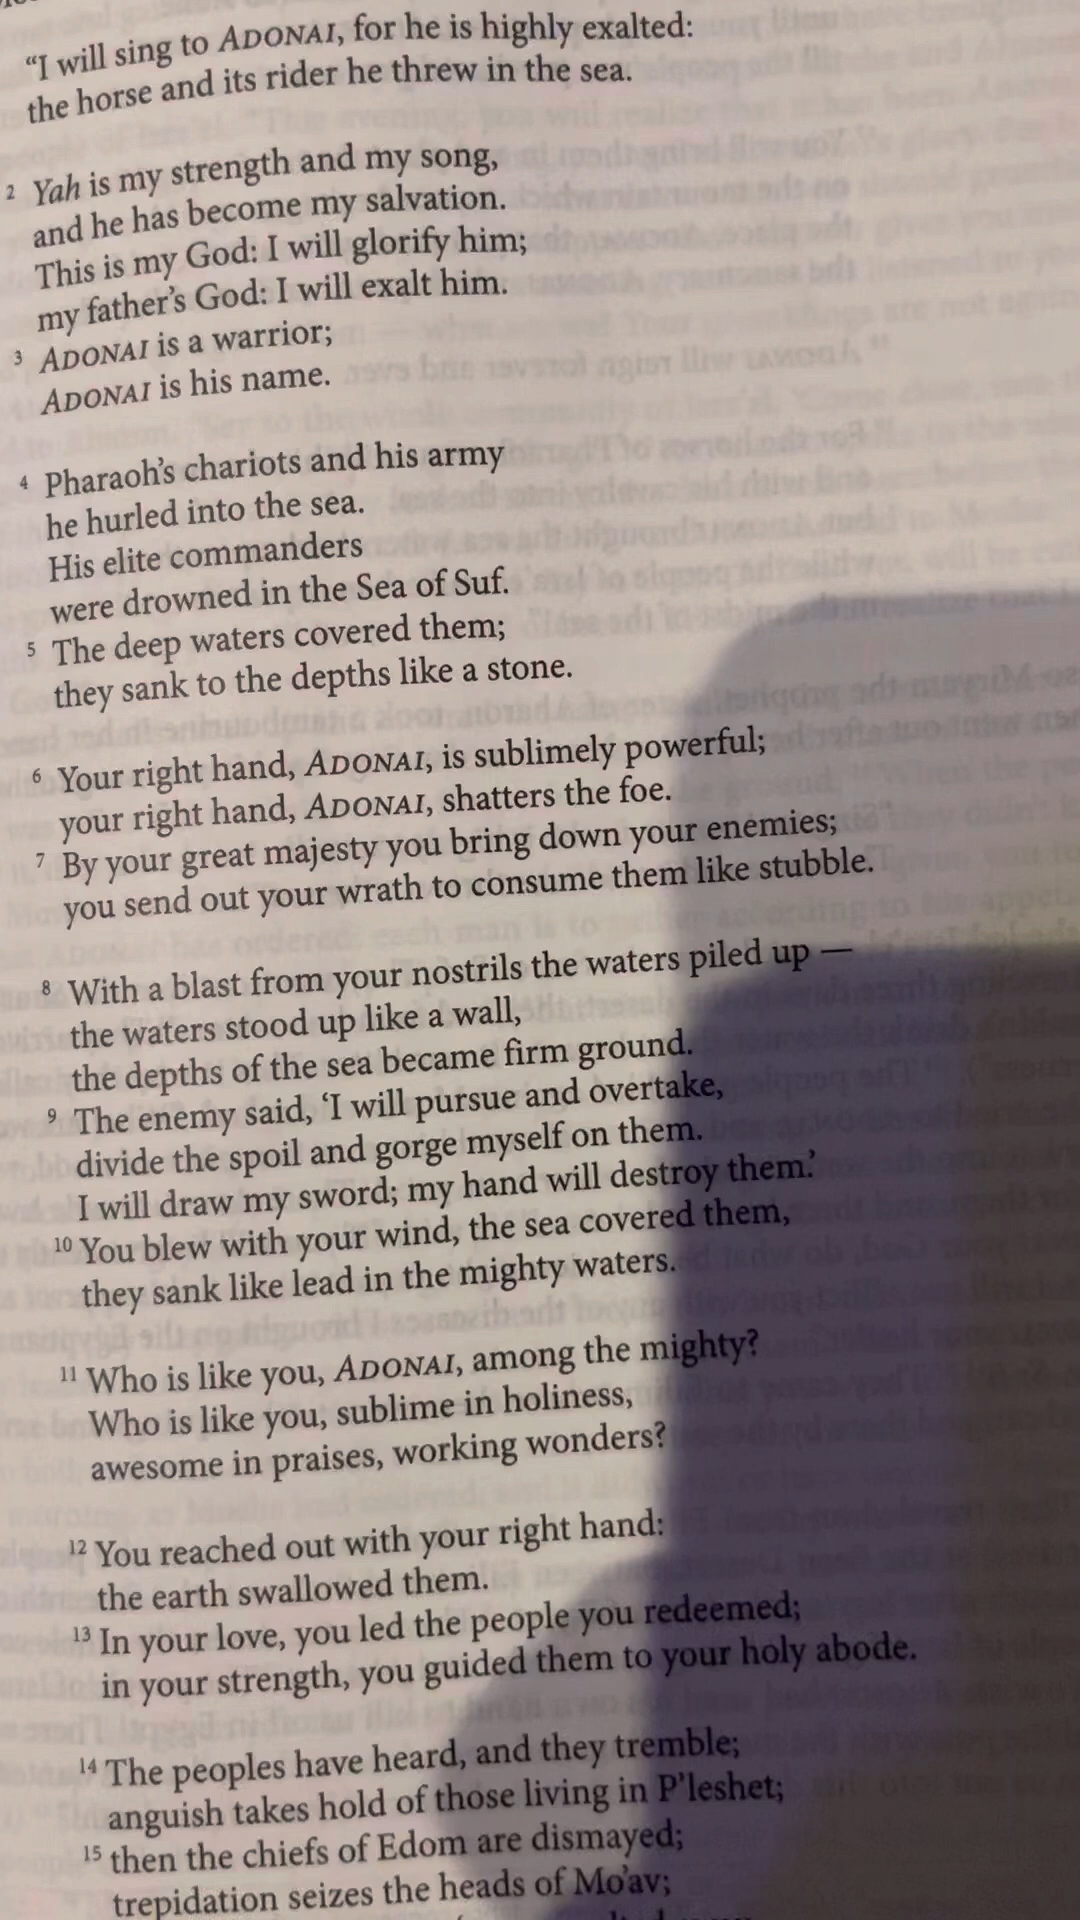 “I will sing to ADONAI, for he is highly exalted:
the horse and its rider he threw in the sea.
2 Yah is my strength and my song,
and he has become my salvation.
This is my God: I will glorify him;
my father’s God: I will exalt him.
3 ADONAI is a warrior;
ADONAI is his name.
4 Pharaoh’s chariots and his army
he hurled into the sea.
His elite commanders
were drowned in the Sea of Suf.
5 The deep waters covered them;
they sank to the depths like a stone.
6 Your right hand, ADONAI, is sublimely powerful;
your right hand, ADONAI, shatters the foe.
7 By your great majesty you bring down your enemies;
you send out your wrath to consume them like stubble.
8 With a blast from your nostrils the waters piled up —
the waters stood up like a wall,
the depths of the sea became firm ground.
9 The enemy said, ‘I will pursue and overtake,
divide the spoil and gorge myself on them.
I will draw my sword; my hand will destroy them.’
10 You blew with your wind, the sea covered them,
they sank like lead in the mighty waters.
11 Who is like you, ADONAI, among the mighty?
Who is like you, sublime in holiness,
awesome in praises, working wonders?
12 You reached out with your right hand:
the earth swallowed them.
13 In your love, you led the people you redeemed;
in your strength, you guided them to your holy abode.
14 The peoples have heard, and they tremble;
anguish takes hold of those living in P’leshet;
15 then the chiefs of Edom are dismayed;
trepidation seizes the heads of Mo’av;